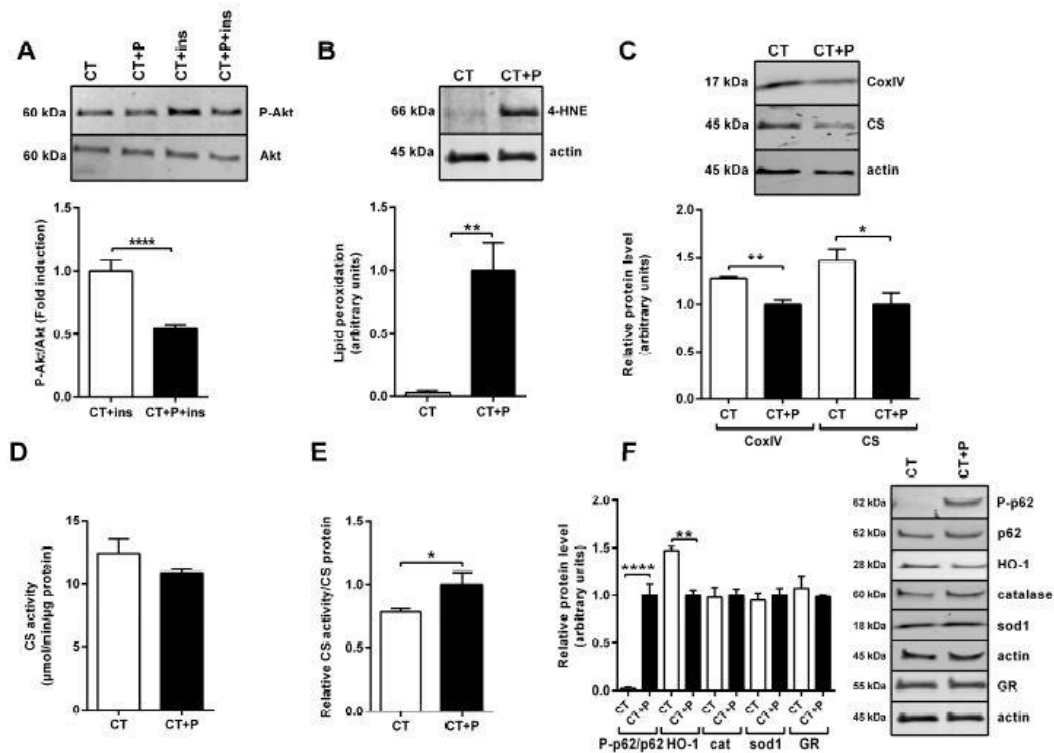 A
CT
CT+P
CT+ins
CT+P+ins
60 kDa
P-Akt
60 kDa
Akt
1.5
****
1.0
0.5
0.0
P-Akt/Akt (Fold induction)
CT+ins CT+P+ins
B
CT CT+P
66 kDa
4-HNE
45 kDa
actin
1.5
**
1.0
0.5
0.0
Lipid peroxidation
(arbitrary units)
CT CT+P
C
CT CT+P
17 kDa
CoxIV
45 kDa
CS
45 kDa
actin
2.0
1.5
1.0
0.5
0.0
**
*
Relative protein level
(arbitrary units)
CT CT+P CT CT+P
CoxIV CS
D
15
10
5
0
CS activity
(µmol/min/µg protein)
CT CT+P
E
1.5
*
1.0
0.5
0.0
Relative CS activity/CS protein
CT CT+P
F
2.0
1.5
1.0
0.5
0.0
****
**
Relative protein level
(arbitrary units)
CT CT+P CT CT+P CT CT+P CT CT+P CT CT+P
P-p62/p62 HO-1 cat sod1 GR
CT
CT+P
62 kDa P-p62
62 kDa p62
28 kDa HO-1
60 kDa catalase
18 kDa sod1
45 kDa actin
55 kDa GR
45 kDa actin